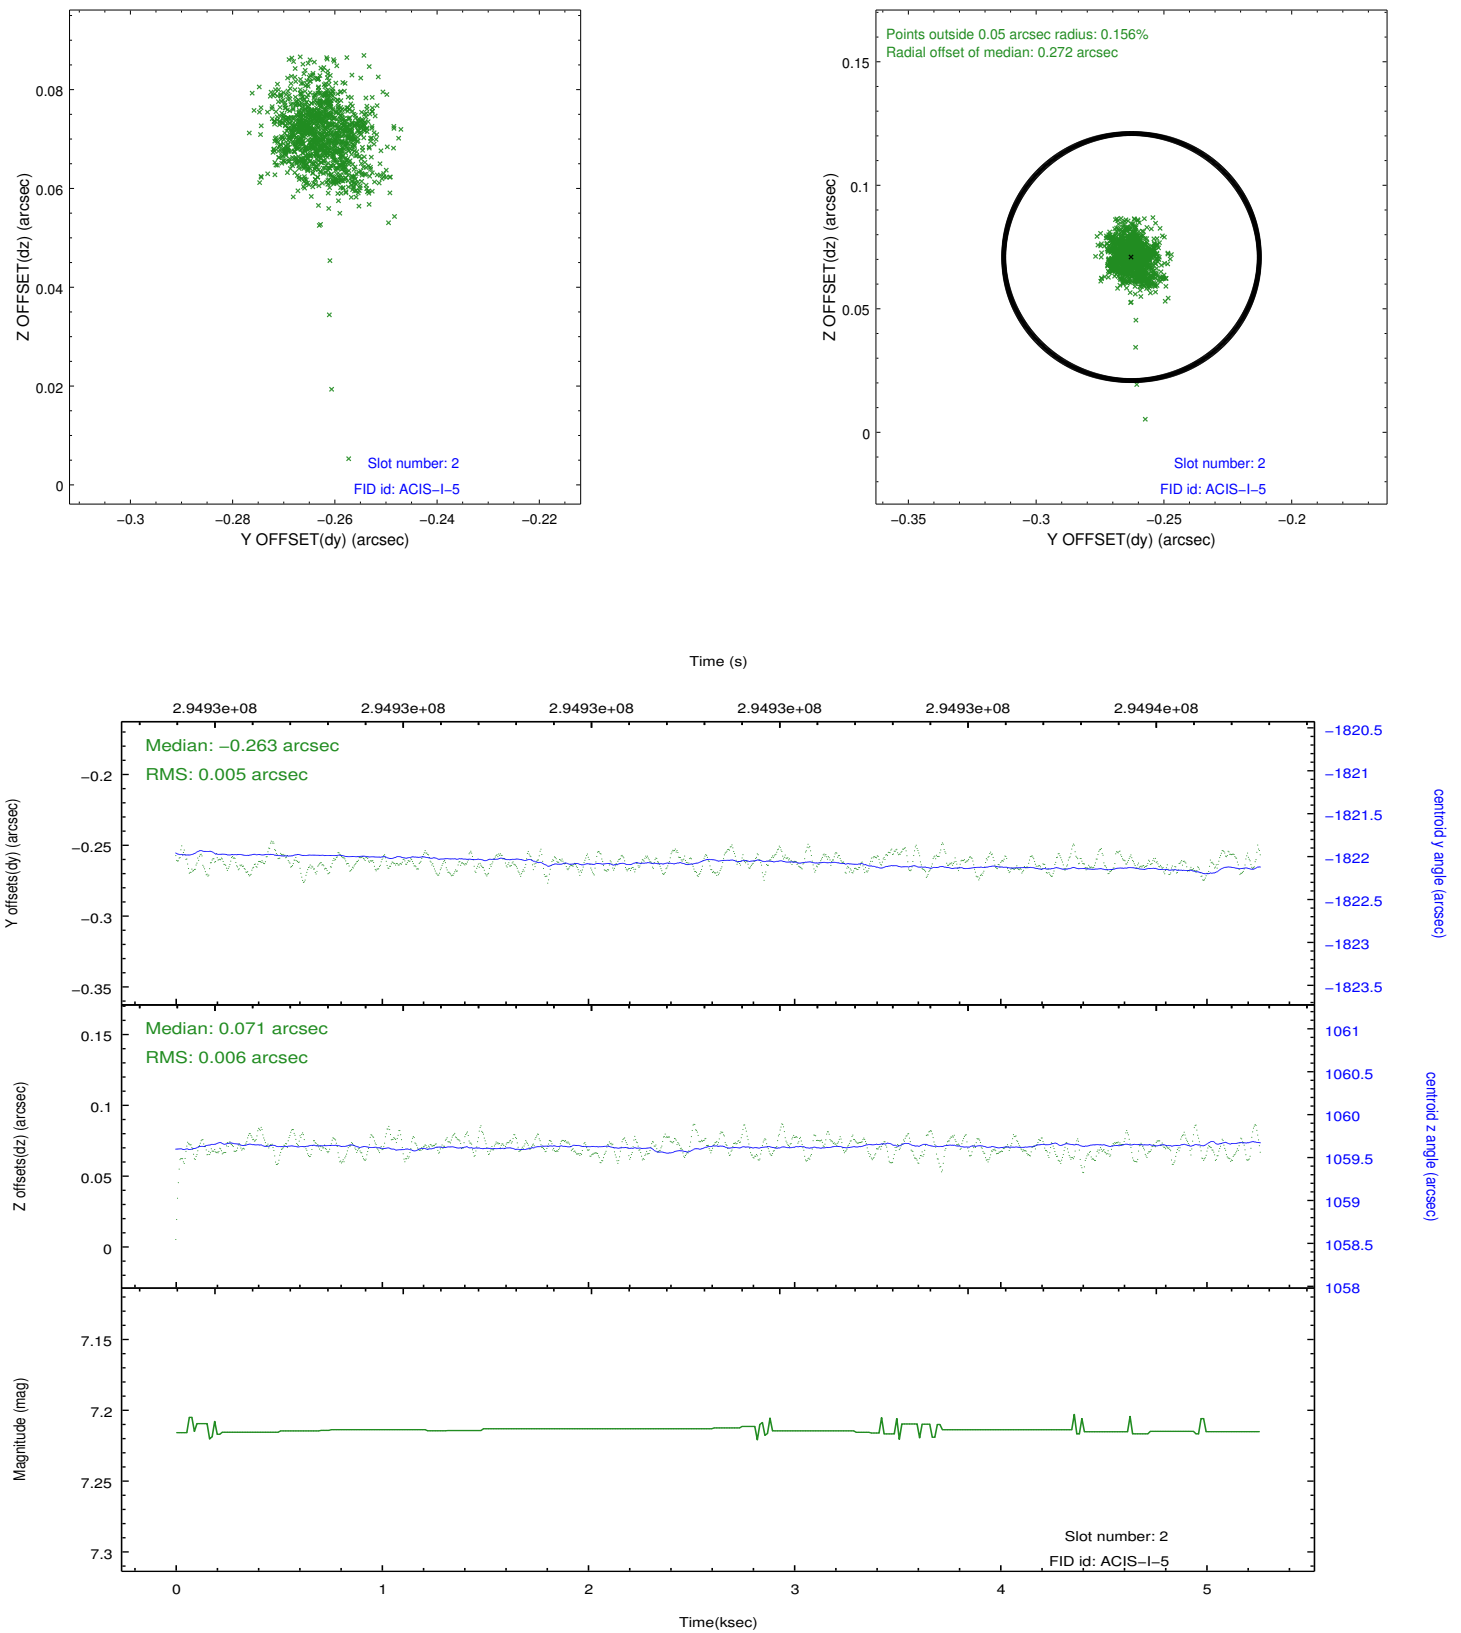 0.08
0.06
0.04
0.02
0
Z OFFSET(dz) (arcsec)
Slot number: 2
FID id: ACIS−I−5
−0.3
−0.28
−0.26
−0.24
−0.22
Y OFFSET(dy) (arcsec)
Points outside 0.05 arcsec radius: 0.156%
Radial offset of median: 0.272 arcsec
0.15
0.1
0.05
0
Z OFFSET(dz) (arcsec)
Slot number: 2
FID id: ACIS−I−5
−0.35
−0.3
−0.25
−0.2
Y OFFSET(dy) (arcsec)
Time (s)
2.9493e+08
2.9493e+08
2.9493e+08
2.9493e+08
2.9493e+08
2.9494e+08
Median: −0.263 arcsec
RMS: 0.005 arcsec
−0.2
−0.25
−0.3
−0.35
Y offsets(dy) (arcsec)
−1820.5
−1821
−1821.5
−1822
−1822.5
−1823
−1823.5
centroid y angle (arcsec)
Median: 0.071 arcsec
RMS: 0.006 arcsec
0.15
0.1
0.05
0
Z offsets(dz) (arcsec)
1061
1060.5
1060
1059.5
1059
1058.5
1058
centroid z angle (arcsec)
7.15
7.2
7.25
7.3
Magnitude (mag)
Slot number: 2
FID id: ACIS−I−5
0
1
2
3
4
5
Time(ksec)